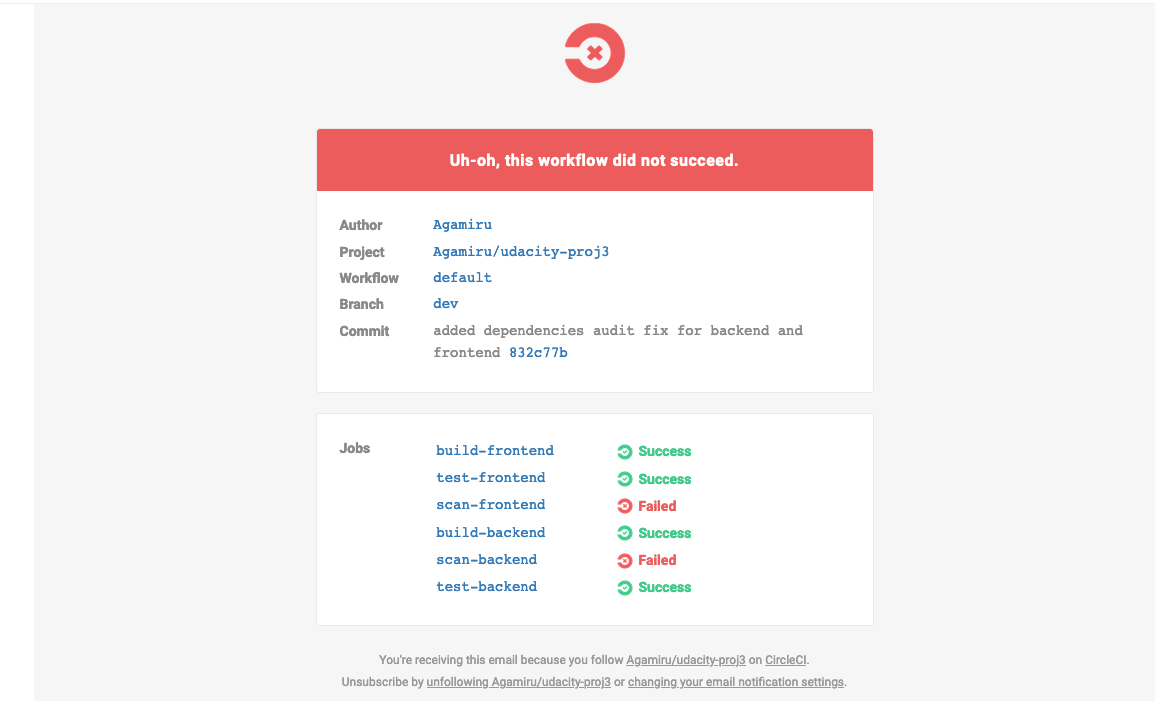 Uh-oh, this workflow did not succeed.
Author Agamiru
Project Agamiru/udacity-proj3
Workflow default
Branch dev
Commit added dependencies audit fix for backend and
frontend 832c77b
Jobs build-frontend Success
test-frontend Success
scan-frontend Failed
build-backend Success
scan-backend Failed
test-backend Success
You're receiving this email because you follow Agamiru/udacity-proj3 on CircleCI.
Unsubscribe by unfollowing Agamiru/udacity-proj3 or changing your email notification settings.